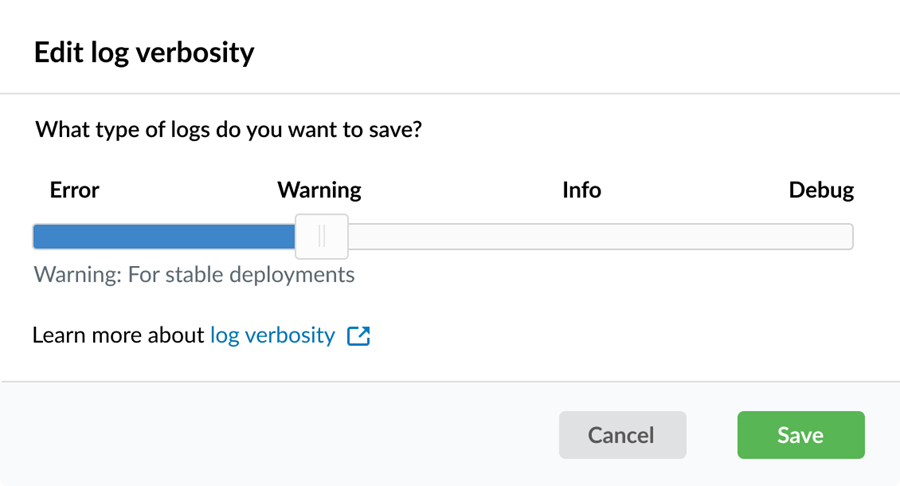 Edit log verbosity
What type of logs do you want to save?
Error Warning Info Debug
Warning: For stable deployments
Learn more about log verbosity
Cancel Save